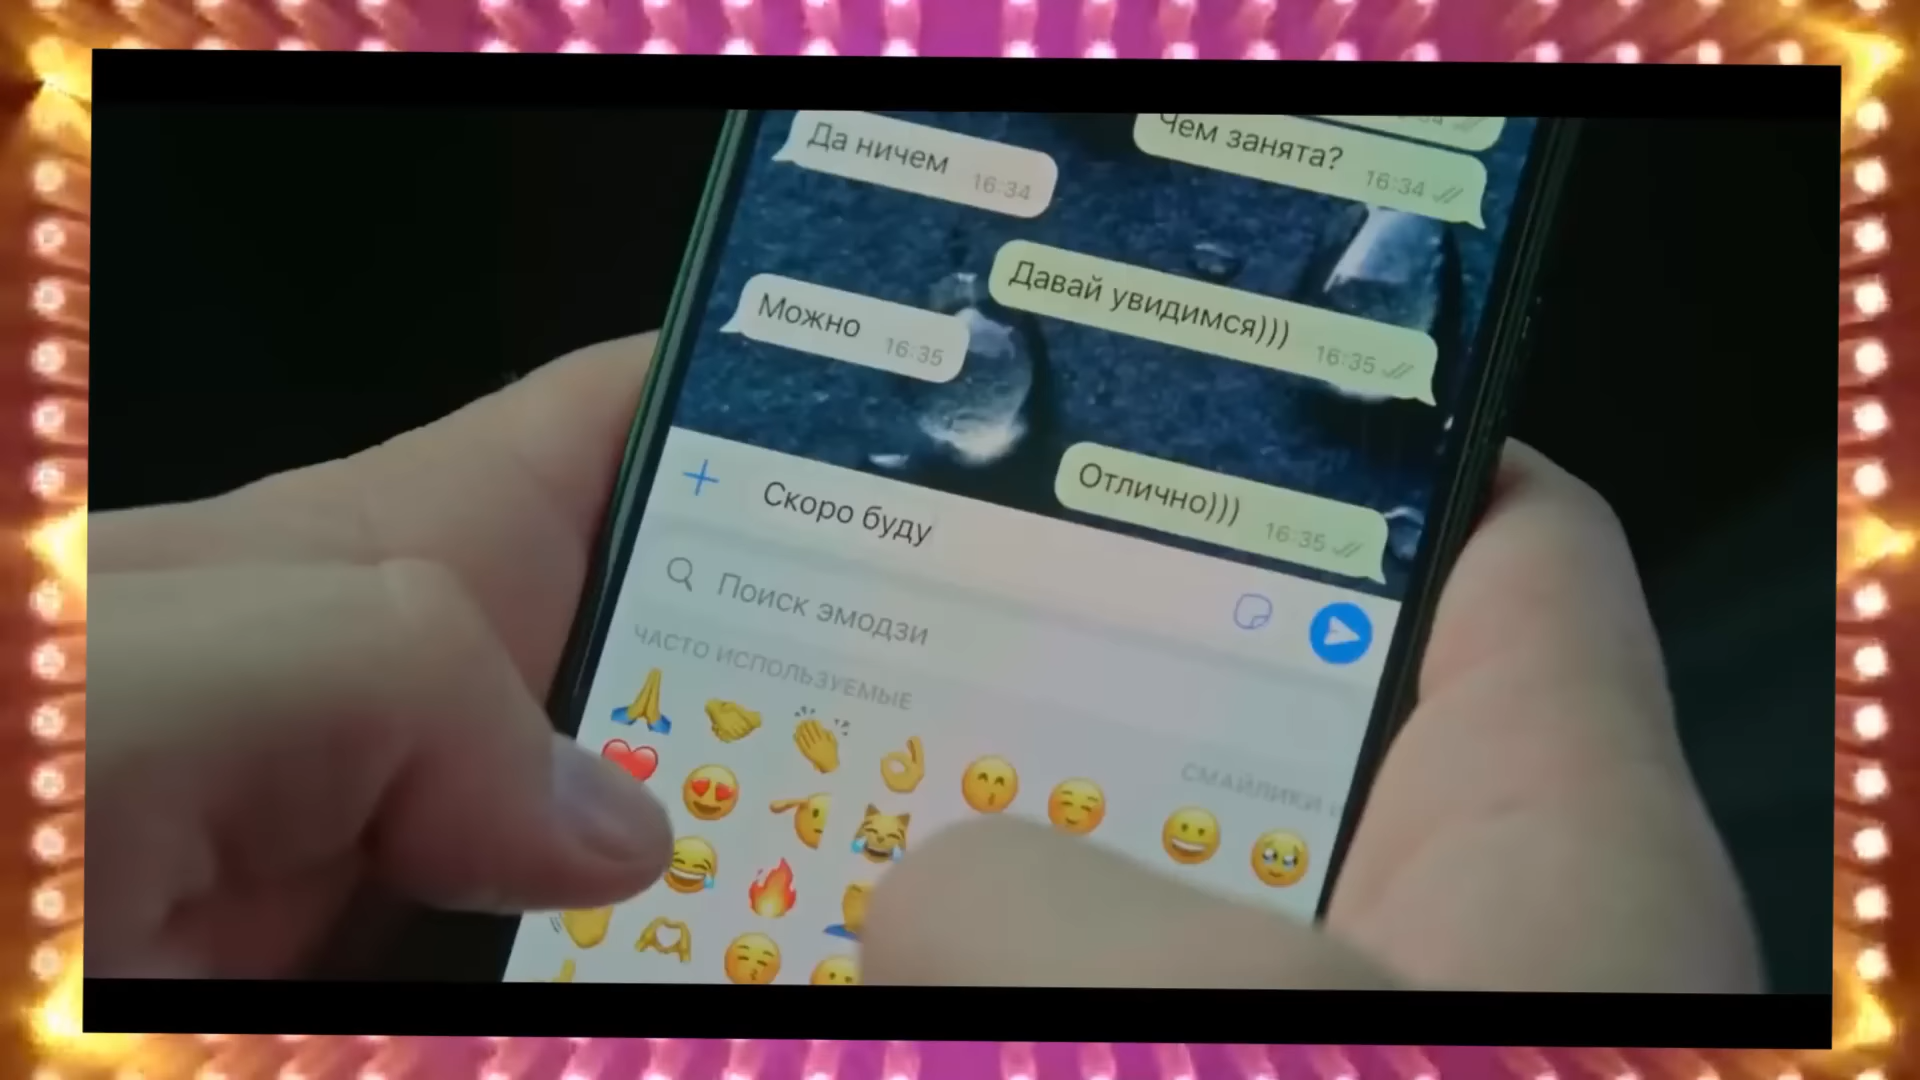 Чем занята?
16:34
Да ничем
16:34
Давай увидимся)))
16:35
Можно
16:35
Отлично)))
16:35
Скоро буду
Поиск эмодзи
ЧАСТО ИСПОЛЬЗУЕМЫЕ
СМАЙЛИКИ